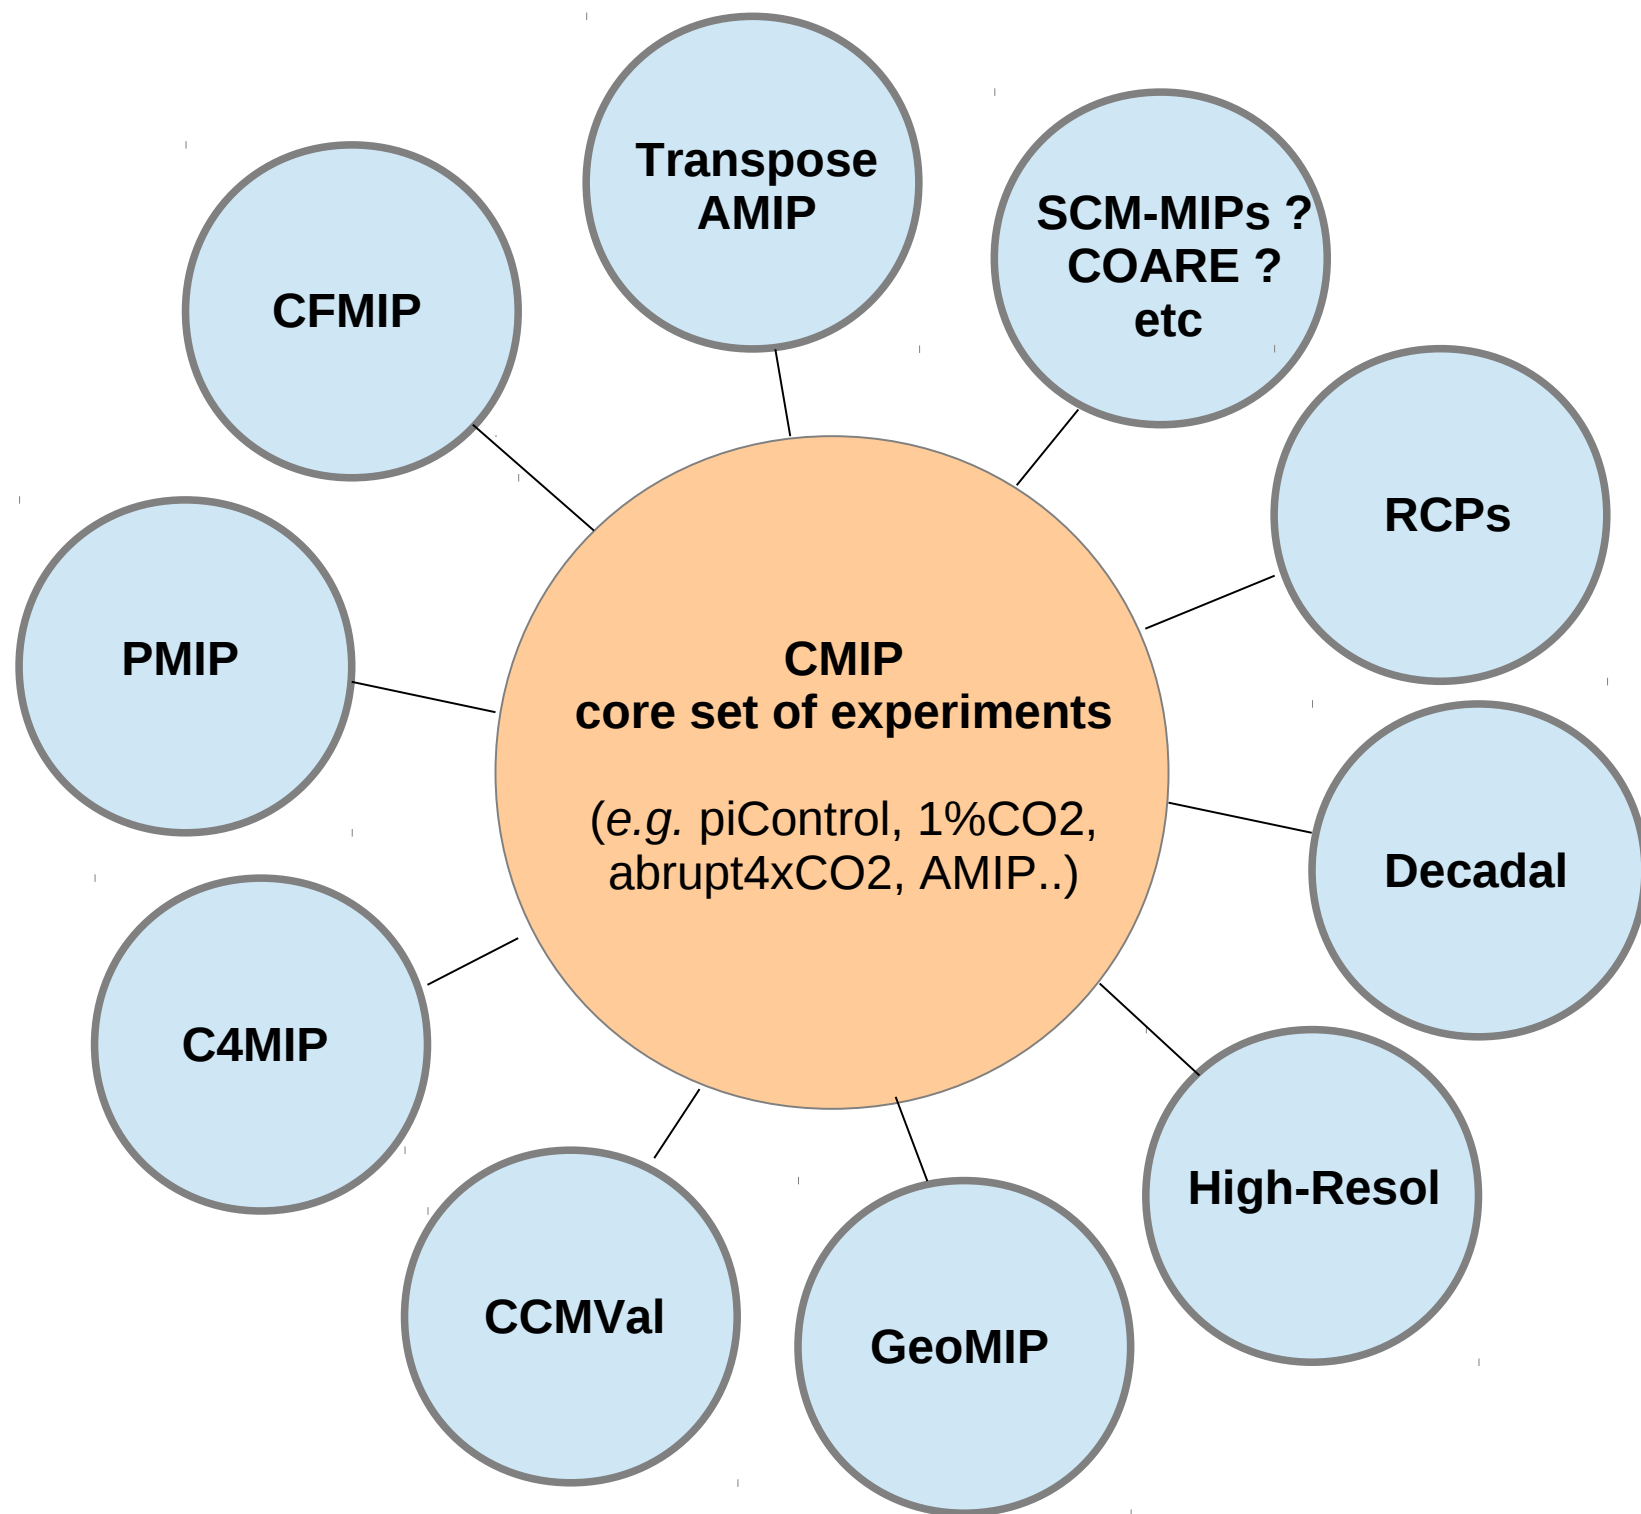 Transpose
AMIP
SCM-MIPs ?
COARE ?
etc
CFMIP
RCPs
PMIP
CMIP
core set of experiments
(e.g. piControl, 1%CO2,
abrupt4xCO2, AMIP..)
Decadal
C4MIP
High-Resol
CCMVal
GeoMIP